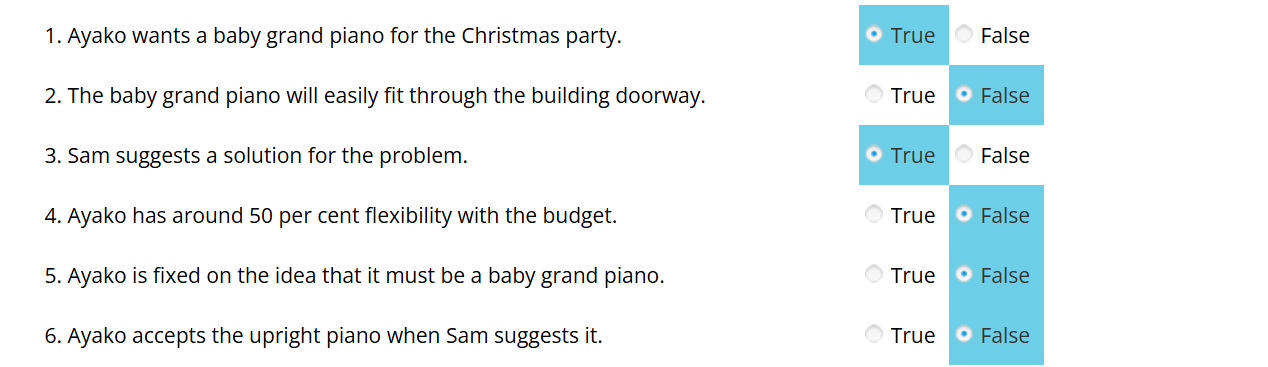 1. Ayako wants a baby grand piano for the Christmas party. True False
2. The baby grand piano will easily fit through the building doorway. True False
3. Sam suggests a solution for the problem. True False
4. Ayako has around 50 per cent flexibility with the budget. True False
5. Ayako is fixed on the idea that it must be a baby grand piano. True False
6. Ayako accepts the upright piano when Sam suggests it. True False